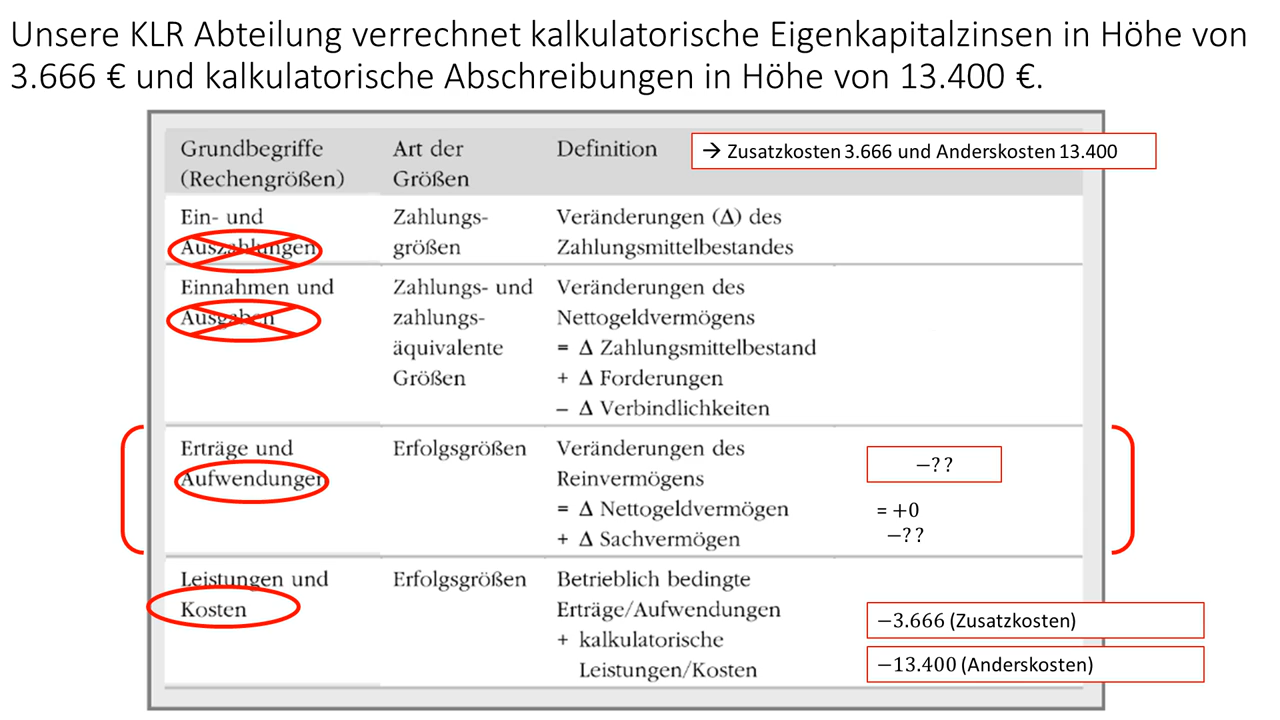 Unsere KLR Abteilung verrechnet kalkulatorische Eigenkapitalzinsen in Höhe von
3.666 € und kalkulatorische Abschreibungen in Höhe von 13.400 €.
Grundbegriffe
(Rechengrößen)
Art der
Größen
Definition
→ Zusatzkosten 3.666 und Anderskosten 13.400
Ein- und
Auszahlungen
Zahlungs-
größen
Veränderungen (Δ) des
Zahlungsmittelbestandes
Einnahmen und
Ausgaben
Zahlungs- und
zahlungs-
äquivalente
Größen
Veränderungen des
Nettogeldvermögens
= Δ Zahlungsmittelbestand
+ Δ Forderungen
– Δ Verbindlichkeiten
Erträge und
Aufwendungen
Erfolgsgrößen
Veränderungen des
Reinvermögens
= Δ Nettogeldvermögen
+ Δ Sachvermögen
−? ?
= +0
−? ?
Leistungen und
Kosten
Erfolgsgrößen
Betrieblich bedingte
Erträge/Aufwendungen
+ kalkulatorische
Leistungen/Kosten
−3.666 (Zusatzkosten)
−13.400 (Anderskosten)